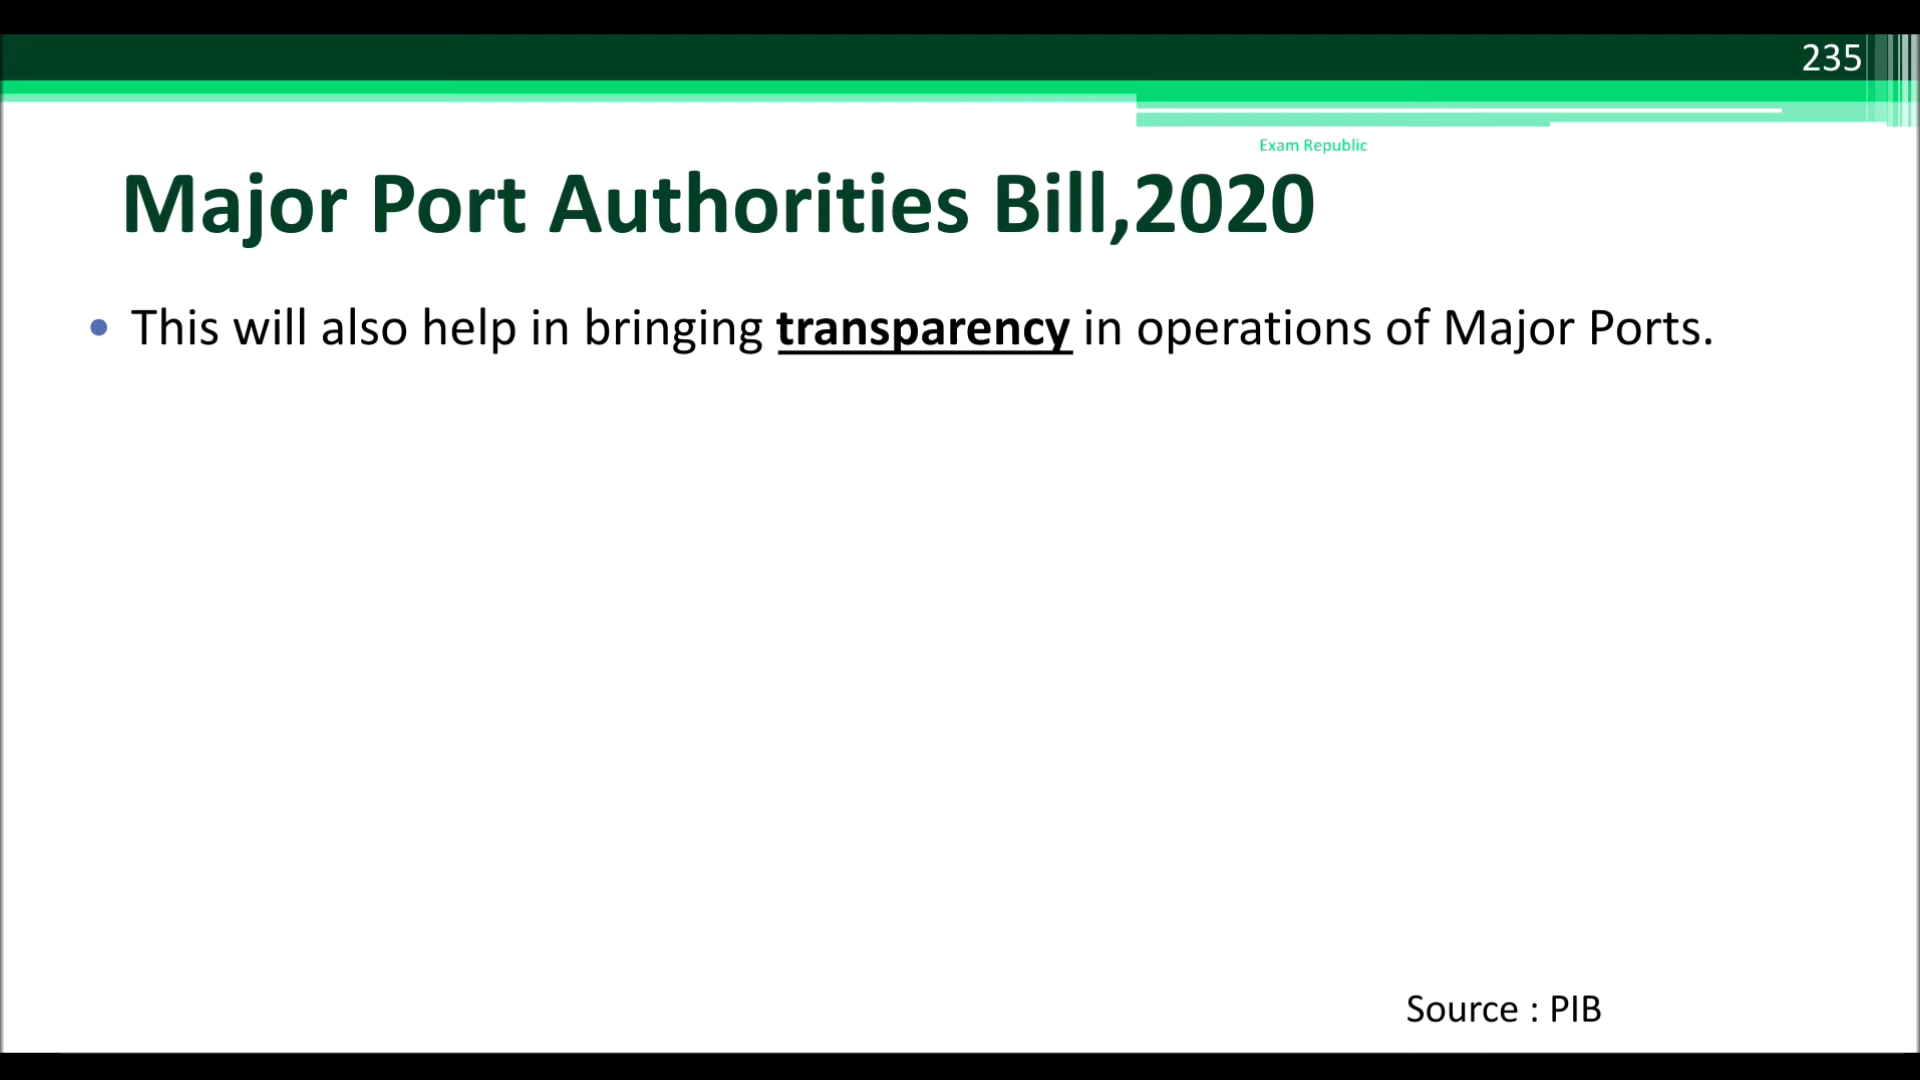 235
Exam Republic
Major Port Authorities Bill,2020
• This will also help in bringing transparency in operations of Major Ports.
Source : PIB